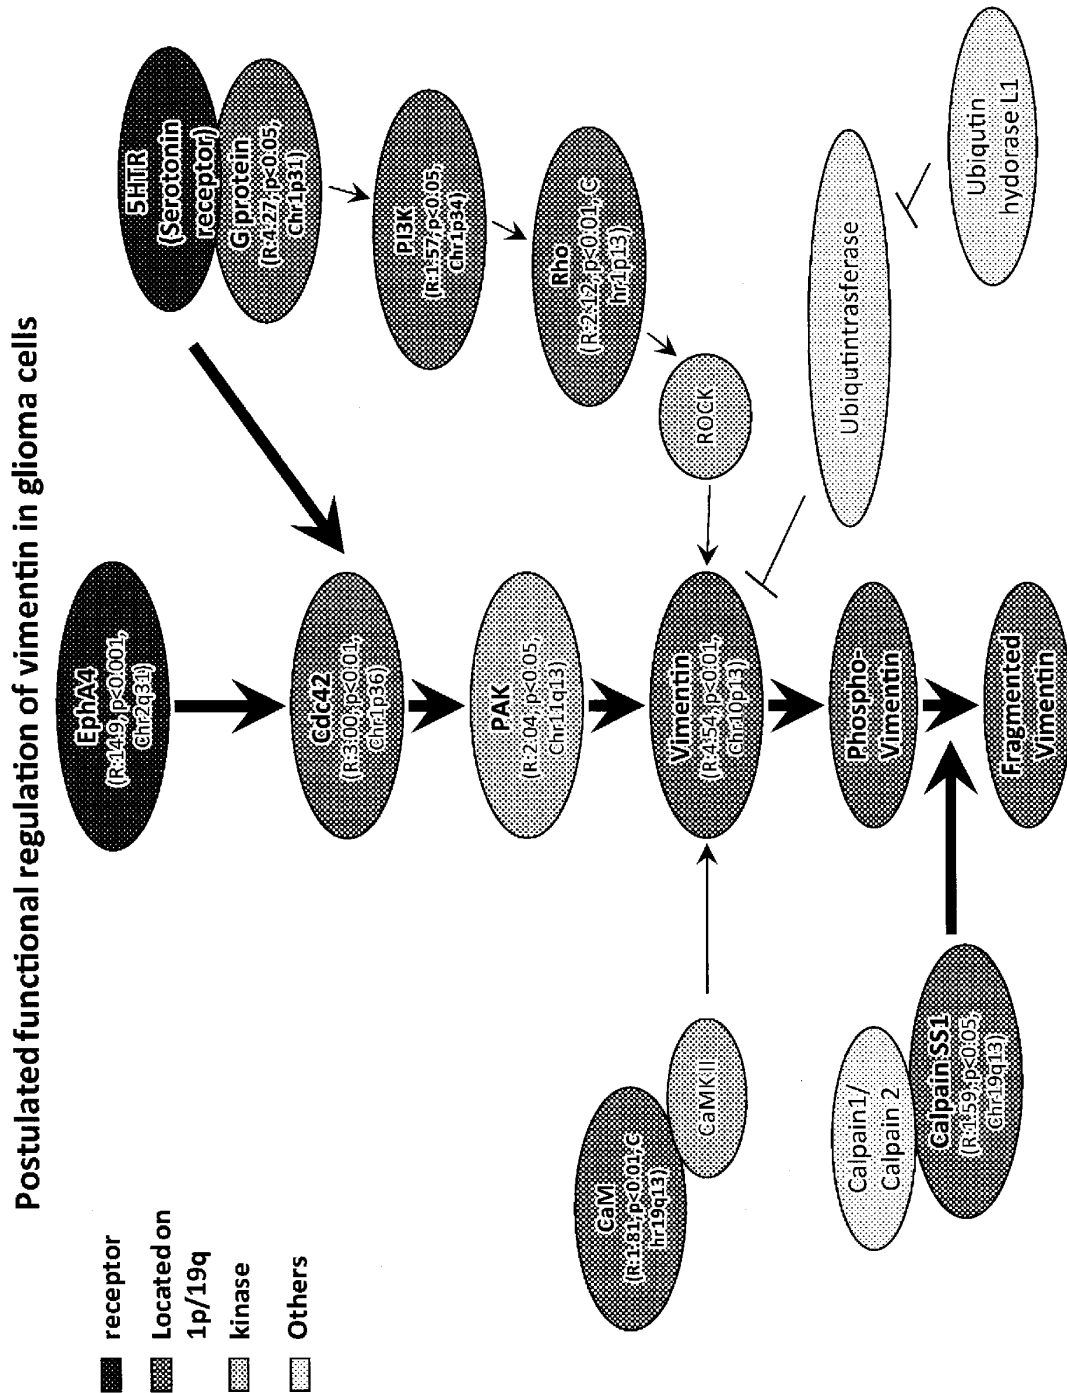 Postulated functional regulation of vimentin in glioma cells
receptor
Located on
1p/19q
kinase
Others
EphA4
(R:14.9; p<0.001,
Chr2q31)
5HTR
(Serotonin
receptor)
G protein
(R:4.27; p<0.05,
Chr1p31)
Cdc42
(R:3.00; p<0.01,
Chr1p36)
PI3K
(R:1.57; p<0.05,
Chr1p34)
PAK
(R:2.04; p<0.05,
Chr11q13)
Rho
(R:2.12; p<0.01, C
hr1p13)
CaM
(R:1.81; p<0.01; C
hr19q13)
CaMK II
Vimentin
(R:4.54; p<0.01,
Chr10p13)
ROCK
Calpain1/
Calpain 2
Calpain SS1
(R:1.59; p<0.05,
Chr19q13)
Phospho-
Vimentin
Ubiqutintrasferase
Fragmented
Vimentin
Ubiqutin
hydorase L1